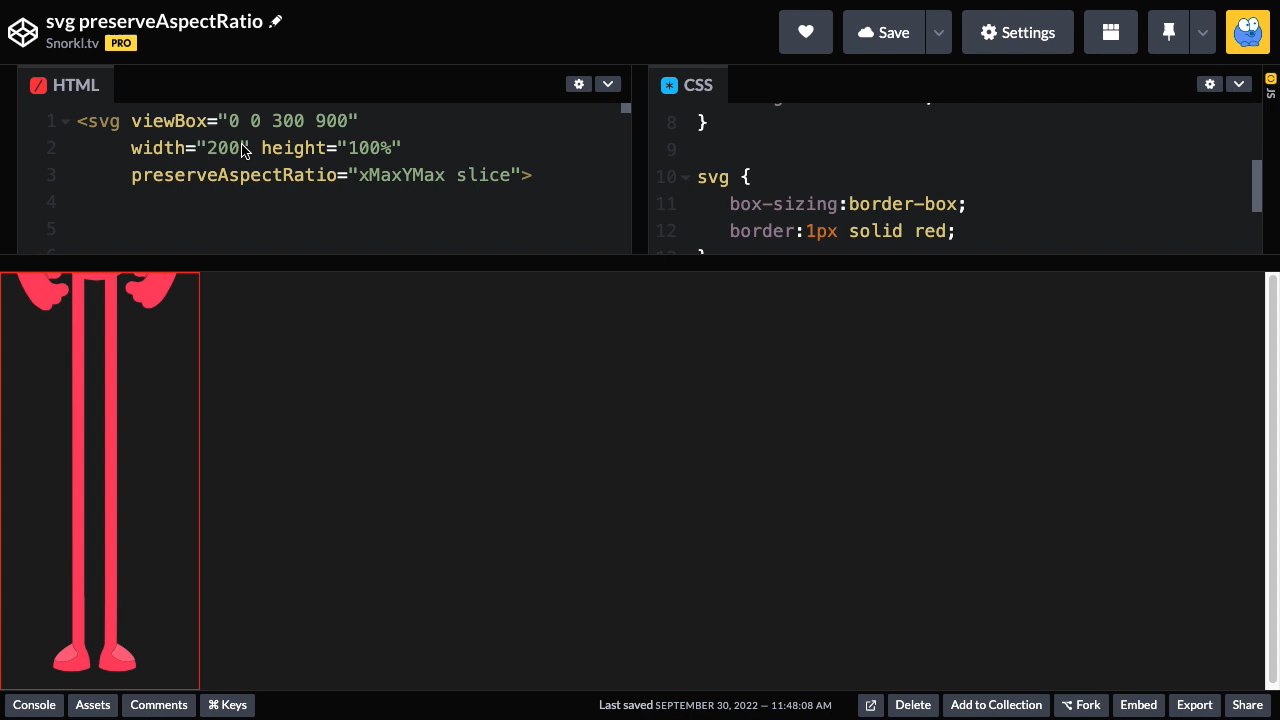 svg preserveAspectRatio
Snorkl.tv PRO
Save
Settings
HTML
CSS
JS
1 <svg viewBox="0 0 300 900"
2 width="200" height="100%"
3 preserveAspectRatio="xMaxYMax slice">
4
5
8 }
9
10 svg {
11 box-sizing:border-box;
12 border:1px solid red;
Console
Assets
Comments
⌘ Keys
Last saved SEPTEMBER 30, 2022 — 11:48:08 AM
Delete
Add to Collection
⌥ Fork
Embed
Export
Share